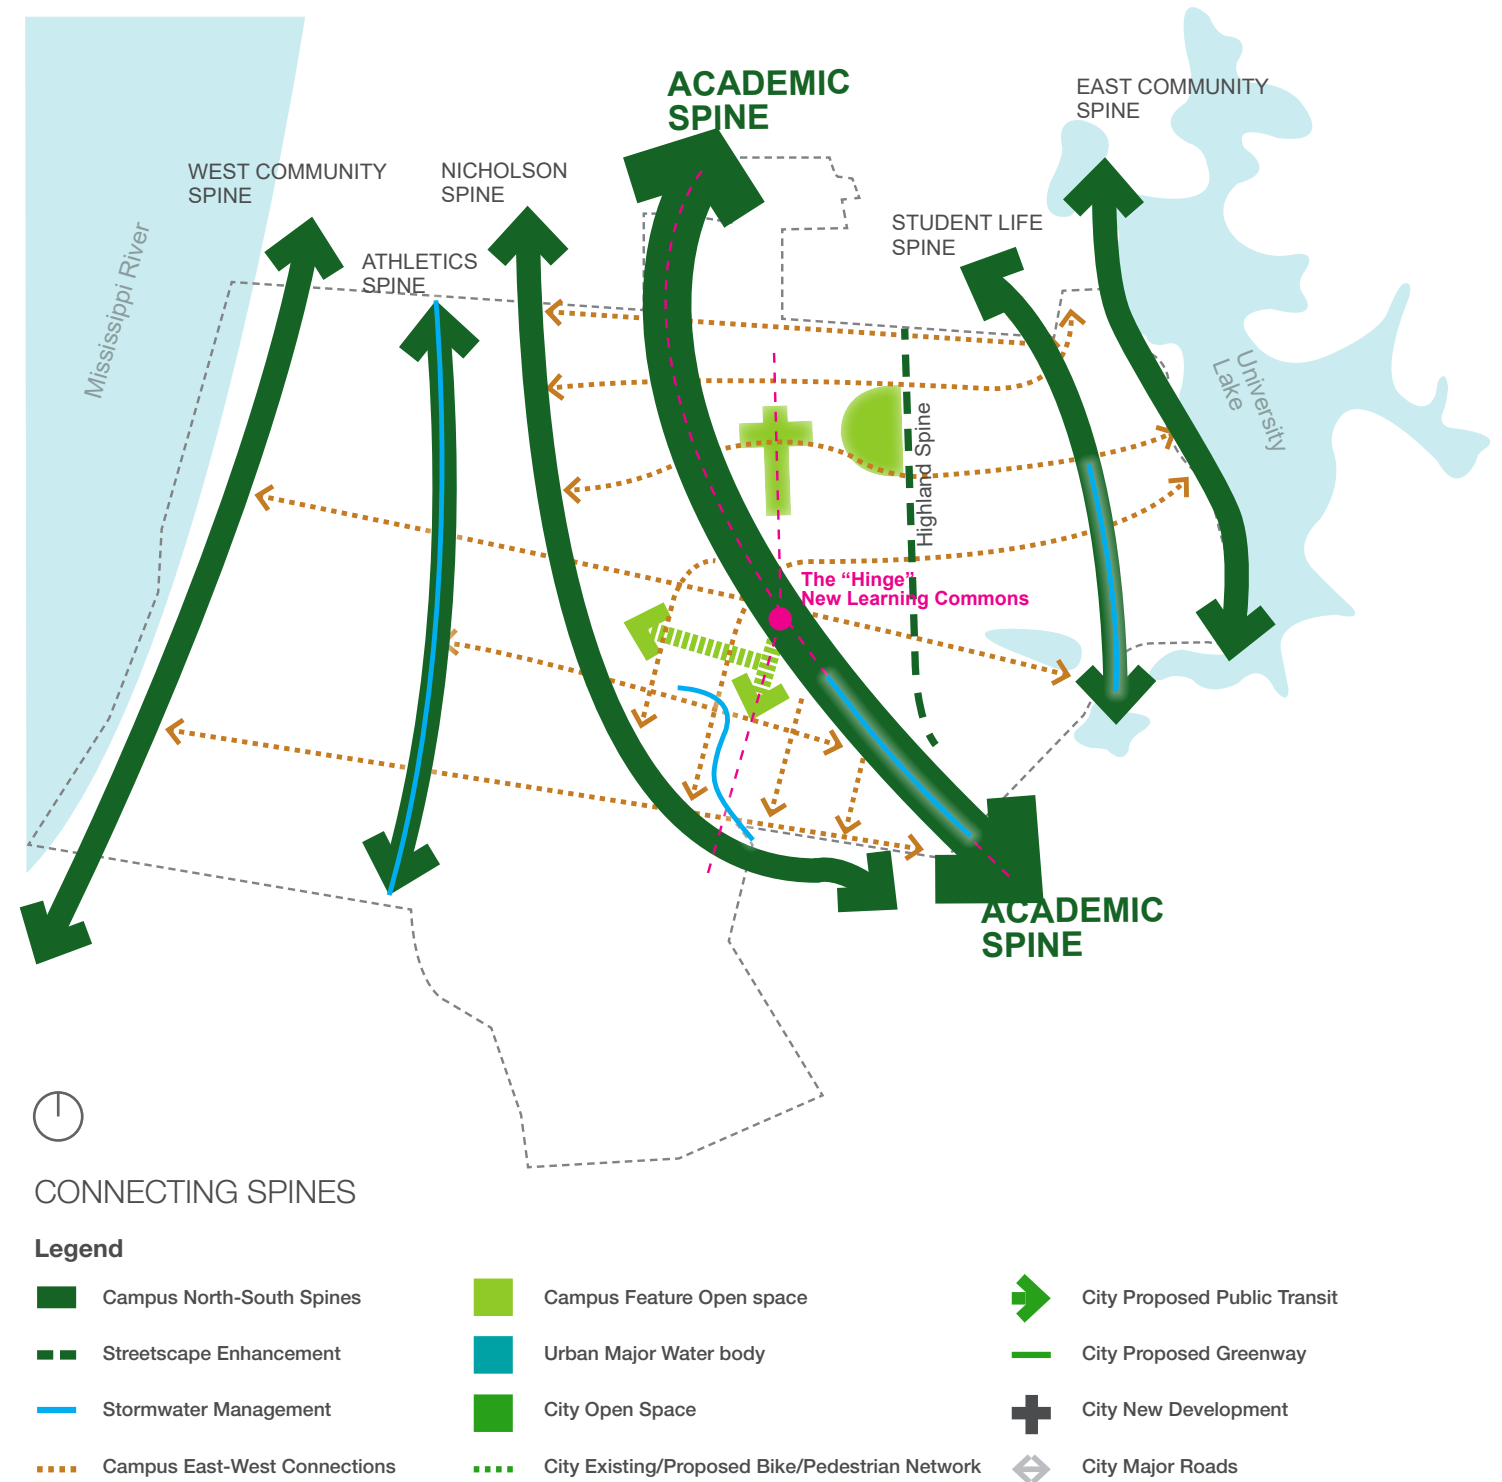 ACADEMIC
SPINE
EAST COMMUNITY
SPINE
WEST COMMUNITY
SPINE
NICHOLSON
SPINE
STUDENT LIFE
SPINE
ATHLETICS
SPINE
Mississippi River
University
Lake
Highland Spine
The “Hinge”
New Learning Commons
ACADEMIC
SPINE
CONNECTING SPINES
Legend
Campus North-South Spines
Streetscape Enhancement
Stormwater Management
Campus East-West Connections
Campus Feature Open space
Urban Major Water body
City Open Space
City Existing/Proposed Bike/Pedestrian Network
City Proposed Public Transit
City Proposed Greenway
City New Development
City Major Roads